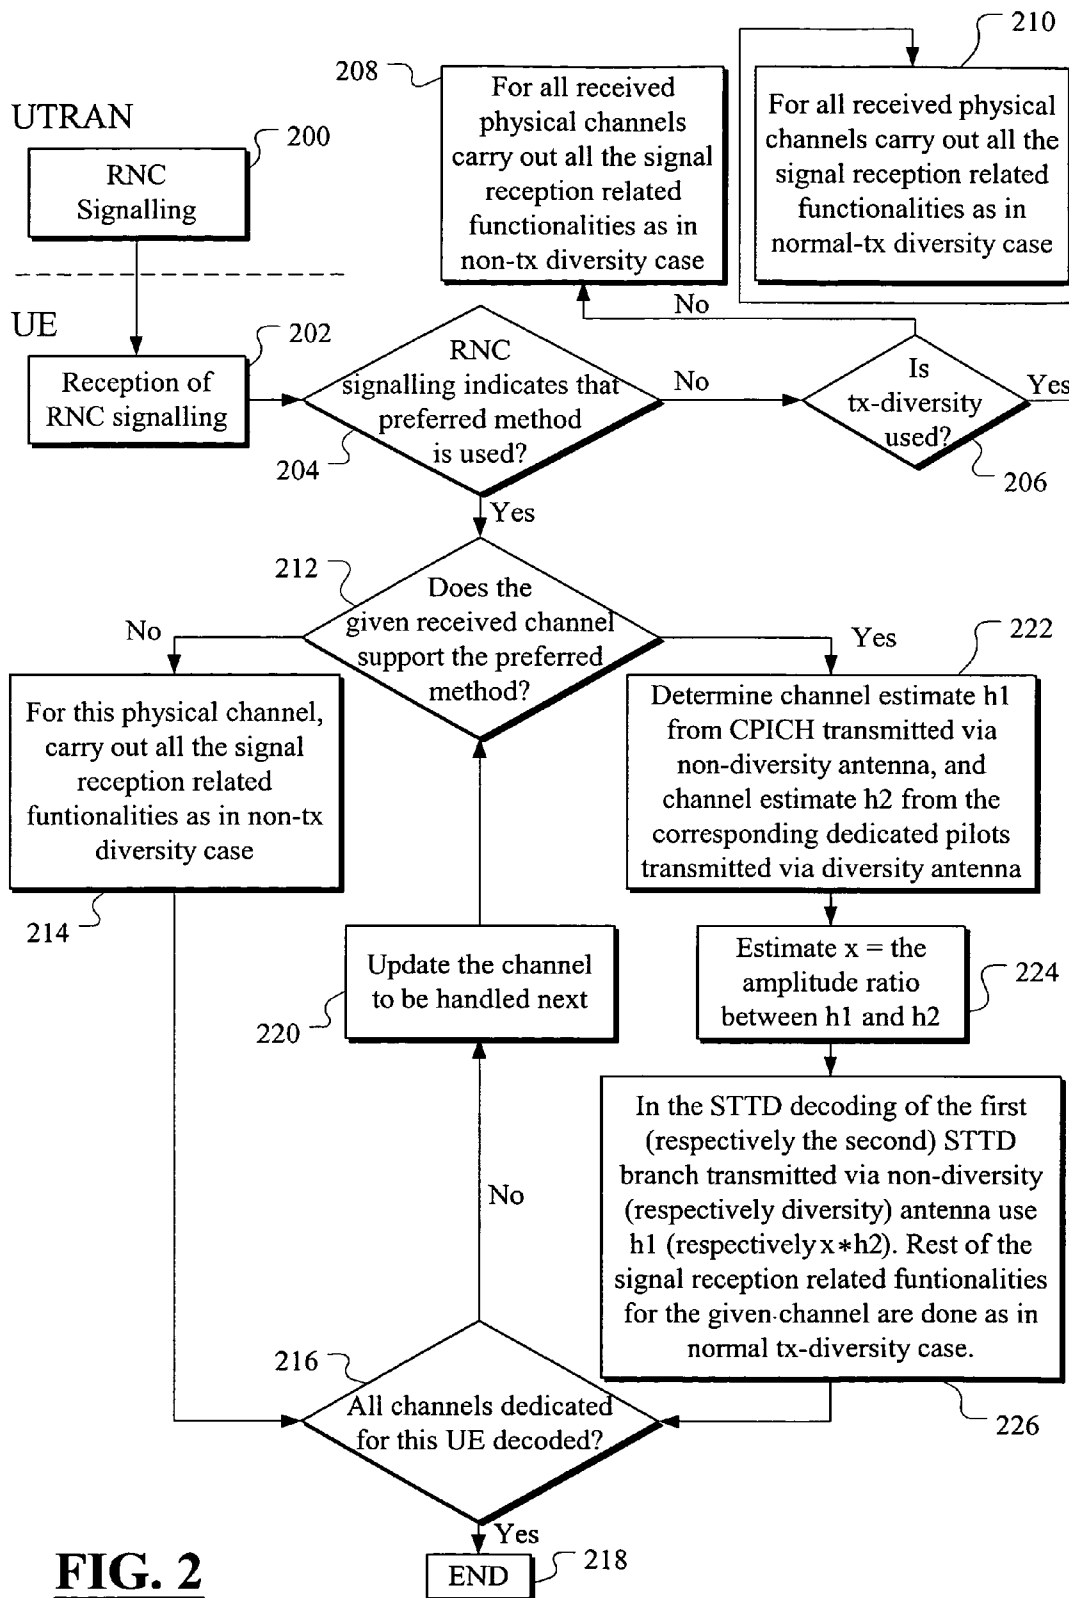 210
208
For all received
physical channels
carry out all the signal
reception related
functionalities as in
non-tx diversity case
For all received physical
channels carry out all the
signal reception related
functionalities as in
normal-tx diversity case
UTRAN
200
RNC
Signalling
UE
202
Reception of
RNC signalling
RNC
signalling indicates that
preferred method
is used?
204
No
No
Is
tx-diversity
used?
Yes
206
Yes
212
Does the
given received channel
support the preferred
method?
No
Yes
222
For this physical channel,
carry out all the signal
reception related
funtionalities as in non-tx
diversity case
214
Determine channel estimate h1
from CPICH transmitted via
non-diversity antenna, and
channel estimate h2 from the
corresponding dedicated pilots
transmitted via diversity antenna
Update the channel
to be handled next
220
Estimate x = the
amplitude ratio
between h1 and h2
224
In the STTD decoding of the first
(respectively the second) STTD
branch transmitted via non-diversity
(respectively diversity) antenna use
h1 (respectively x*h2). Rest of the
signal reception related funtionalities
for the given channel are done as in
normal tx-diversity case.
226
No
216
All channels dedicated
for this UE decoded?
Yes
END
218
FIG. 2